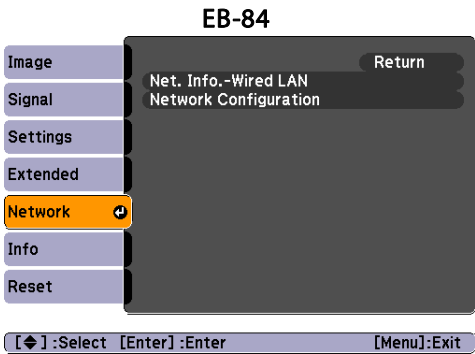 EB-84
Image
Return
Net. Info.-Wired LAN
Signal
Network Configuration
Settings
Extended
Network
Info
Reset
[◆] :Select [Enter] :Enter [Menu]:Exit